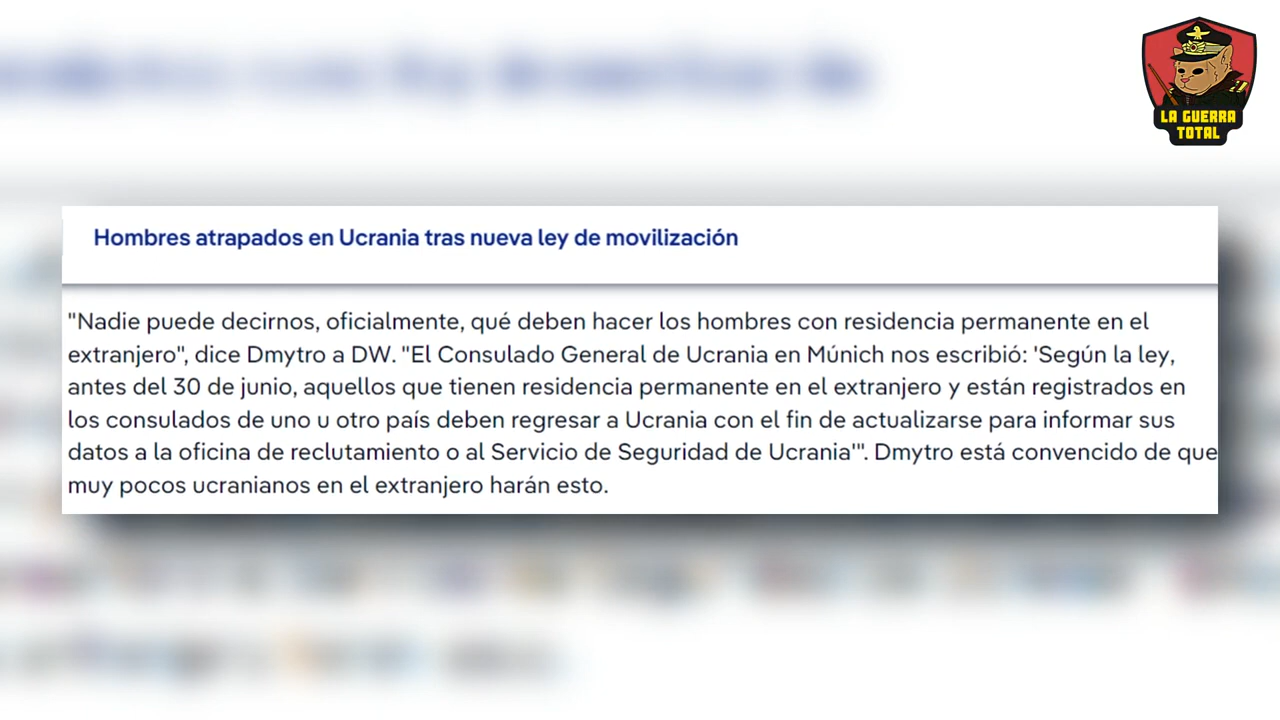 LA GUERRA
TOTAL
Hombres atrapados en Ucrania tras nueva ley de movilización
"Nadie puede decirnos, oficialmente, qué deben hacer los hombres con residencia permanente en el
extranjero", dice Dmytro a DW. "El Consulado General de Ucrania en Múnich nos escribió: 'Según la ley,
antes del 30 de junio, aquellos que tienen residencia permanente en el extranjero y están registrados en
los consulados de uno u otro país deben regresar a Ucrania con el fin de actualizarse para informar sus
datos a la oficina de reclutamiento o al Servicio de Seguridad de Ucrania'". Dmytro está convencido de que
muy pocos ucranianos en el extranjero harán esto.